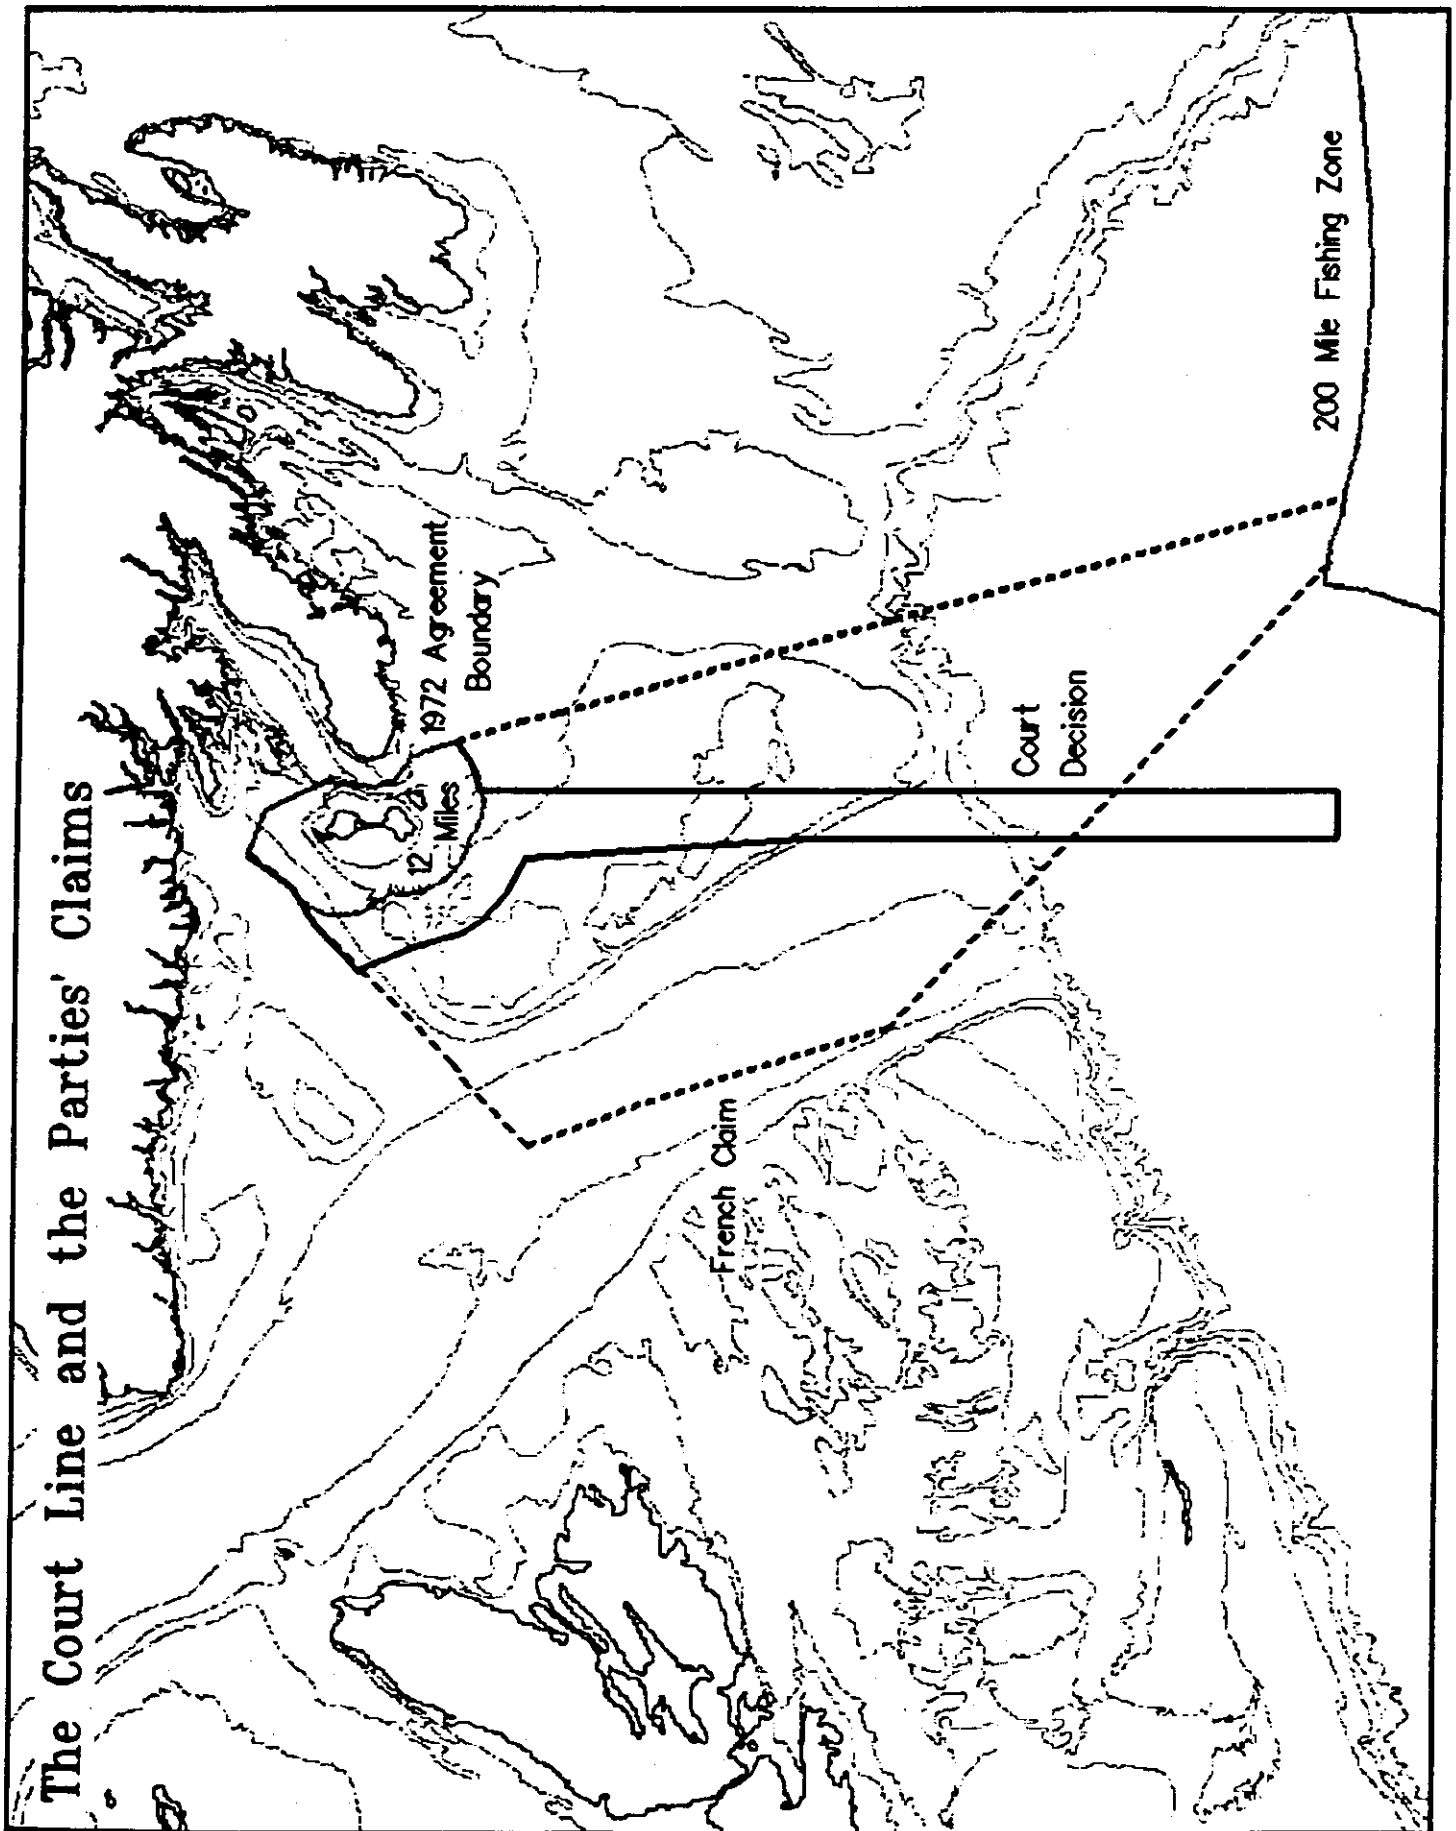 The Court Line and the Parties' Claims
1972 Agreement
Boundary
12
Miles
French Claim
Court
Decision
200 Mile Fishing Zone